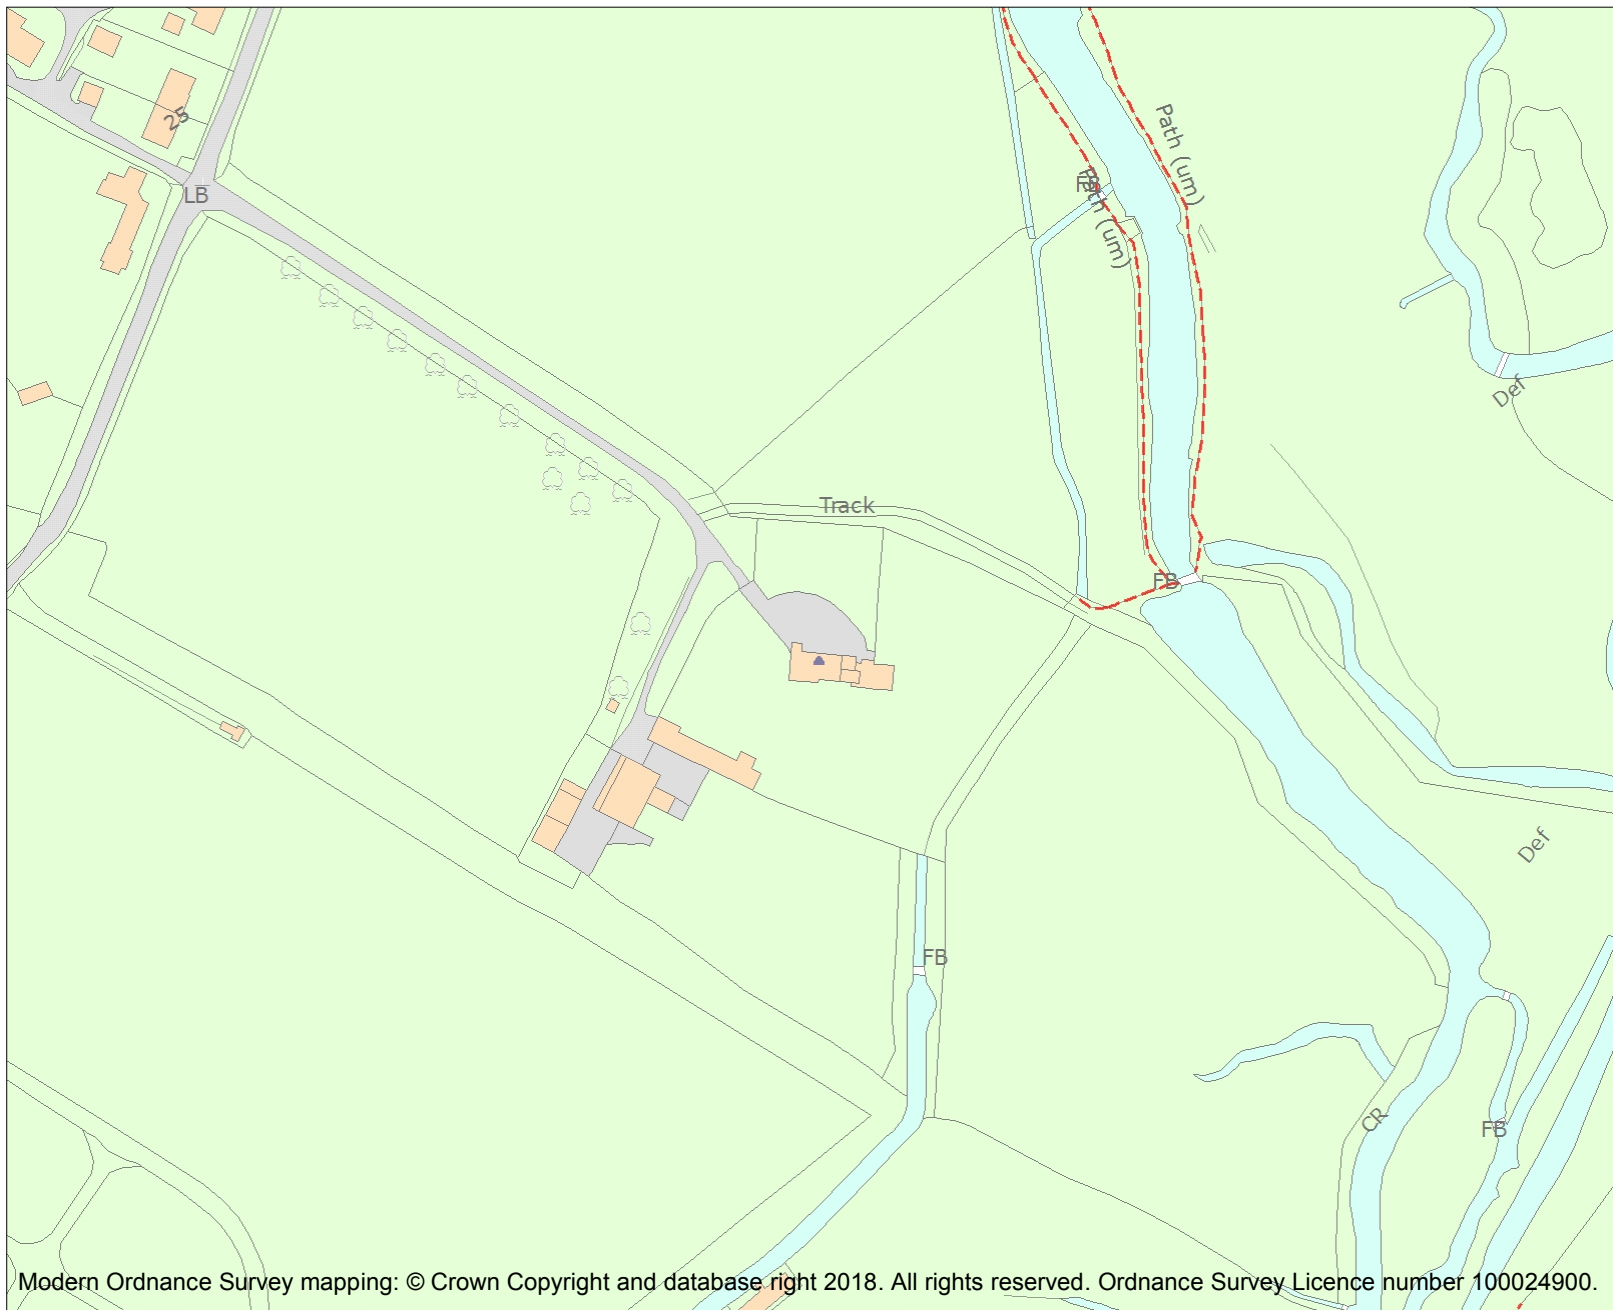 Path (um)
25
FB
LB
Path (um)
Def
Track
FB
Def
FB
CR
FB
Modern Ordnance Survey mapping: © Crown Copyright and database right 2018. All rights reserved. Ordnance Survey Licence number 100024900.